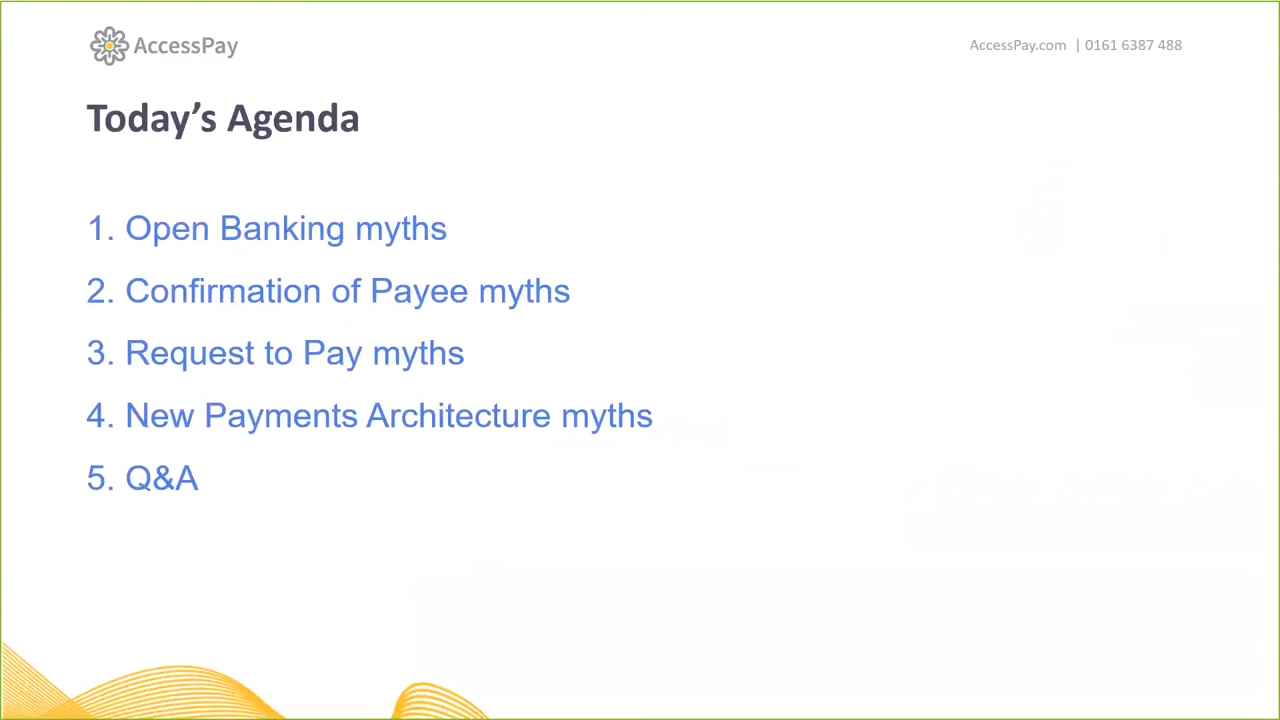 AccessPay
AccessPay.com | 0161 6387 488
Today’s Agenda
1. Open Banking myths
2. Confirmation of Payee myths
3. Request to Pay myths
4. New Payments Architecture myths
5. Q&A